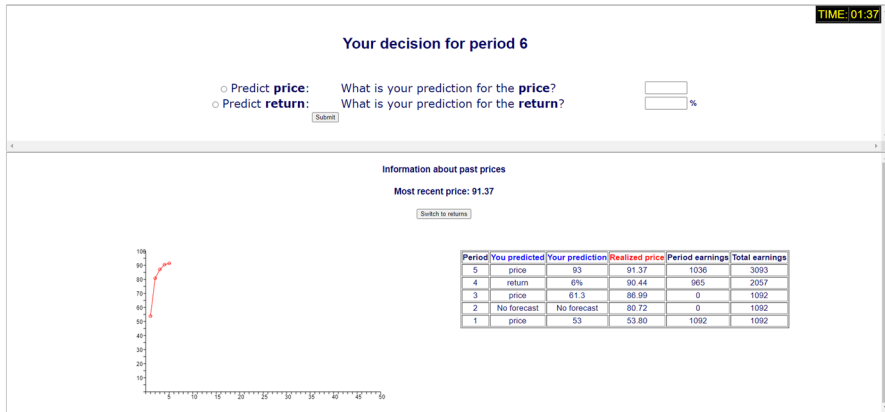 TIME: 01:37
Your decision for period 6
Predict price: What is your prediction for the price?
Predict return: What is your prediction for the return? %
Submit
Information about past prices
Most recent price: 91.37
Switch to returns
100
90
80
70
60
50
40
30
20
10
5 10 15 20 25 30 35 40 45 50
Period You predicted Your prediction Realized price Period earnings Total earnings
5 price 93 91.37 1036 3093
4 return 6% 90.44 965 2057
3 price 61.3 86.99 0 1092
2 No forecast No forecast 80.72 0 1092
1 price 53 53.80 1092 1092